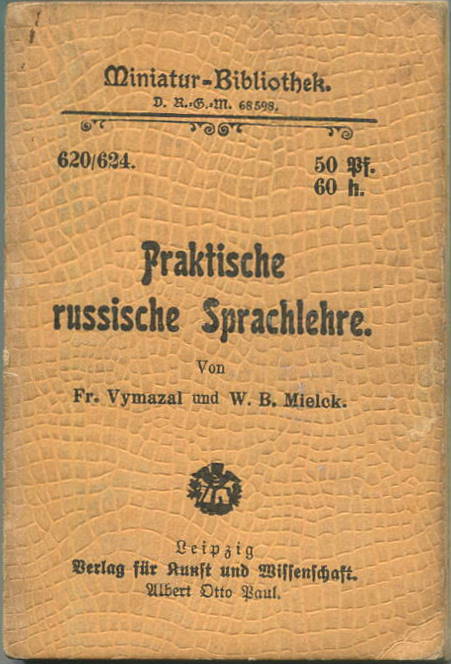 Miniatur-Bibliothek.
D. R.-G.-M. 68598.
620/624.
50 Pf.
60 h.
Praktische
russische Sprachlehre.
Von
Fr. Vymazal und W. B. Mielck.
Leipzig
Verlag für Kunst und Wissenschaft.
Albert Otto Paul.